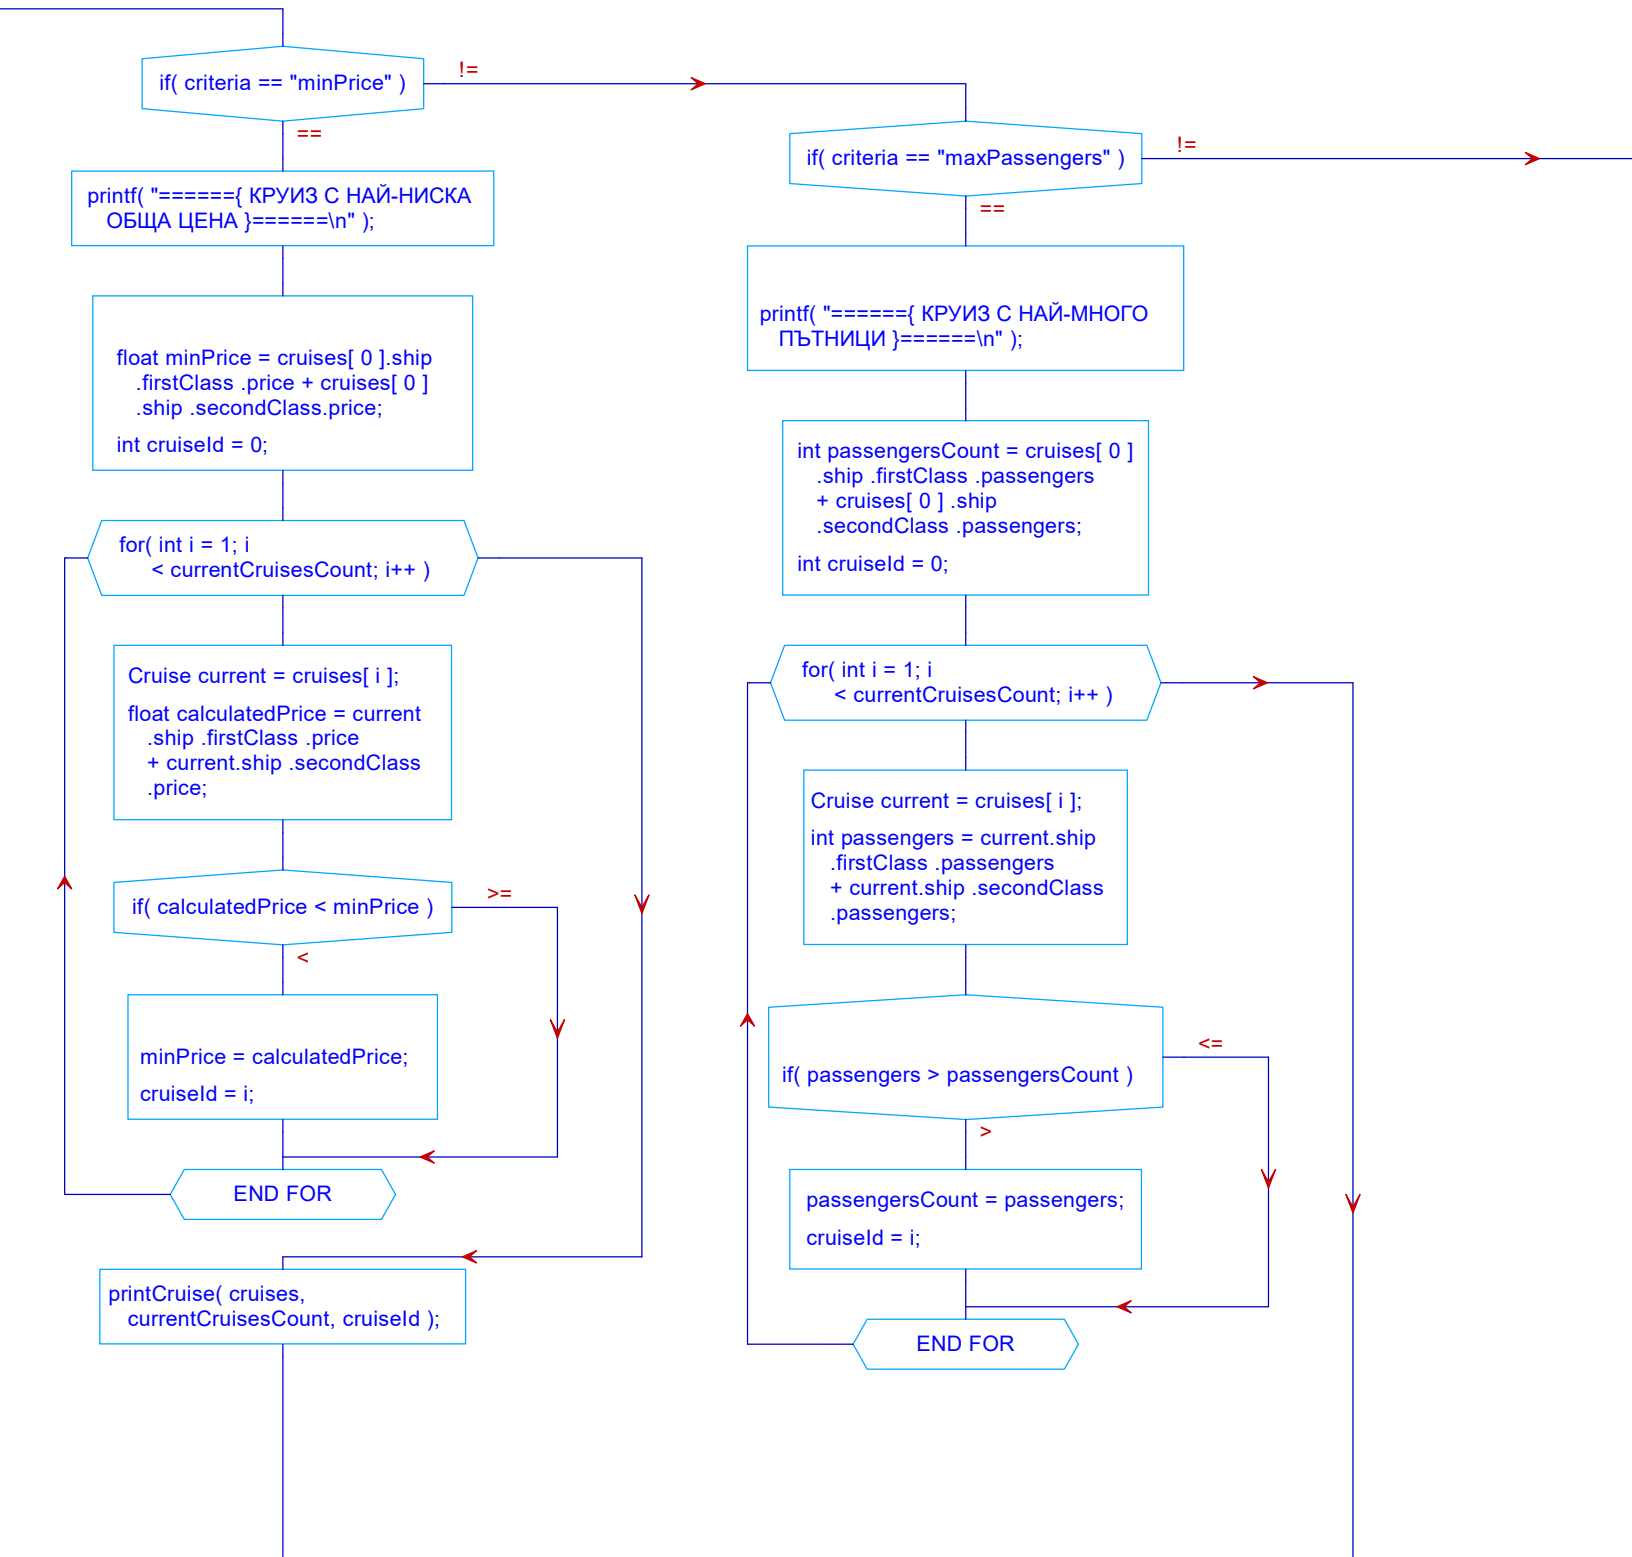 if( criteria == "minPrice" )
!=
==
printf( "======{ КРУИЗ С НАЙ-НИСКА
ОБЩА ЦЕНА }======\n" );
float minPrice = cruises[ 0 ].ship
.firstClass .price + cruises[ 0 ]
.ship .secondClass.price;
int cruiseId = 0;
for( int i = 1; i
< currentCruisesCount; i++ )
Cruise current = cruises[ i ];
float calculatedPrice = current
.ship .firstClass .price
+ current.ship .secondClass
.price;
if( calculatedPrice < minPrice )
>=
<
minPrice = calculatedPrice;
cruiseId = i;
END FOR
printCruise( cruises,
currentCruisesCount, cruiseId );
if( criteria == "maxPassengers" )
!=
==
printf( "======{ КРУИЗ С НАЙ-МНОГО
ПЪТНИЦИ }======\n" );
int passengersCount = cruises[ 0 ]
.ship .firstClass .passengers
+ cruises[ 0 ] .ship
.secondClass .passengers;
int cruiseId = 0;
for( int i = 1; i
< currentCruisesCount; i++ )
Cruise current = cruises[ i ];
int passengers = current.ship
.firstClass .passengers
+ current.ship .secondClass
.passengers;
if( passengers > passengersCount )
<=
>
passengersCount = passengers;
cruiseId = i;
END FOR